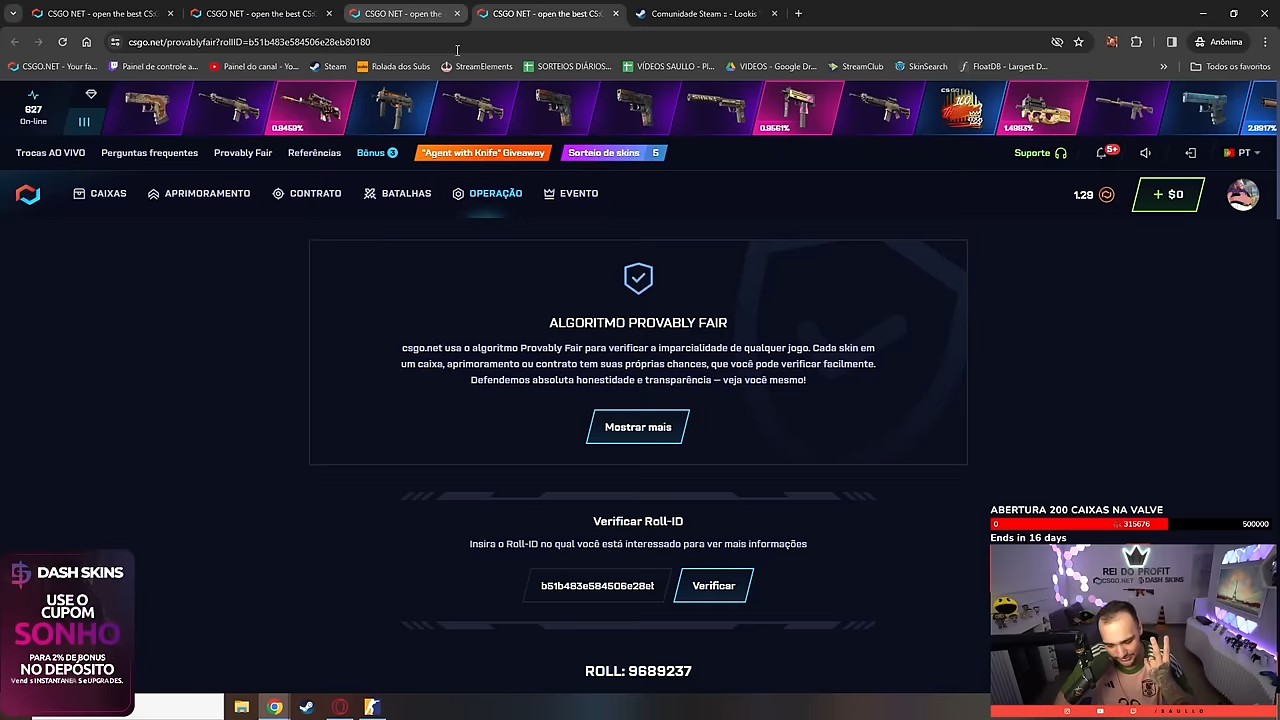 CSGO NET - open the best CS:
CSGO NET - open the best CS:
CSGO NET - open the
CSGO NET - open the best CS:
Comunidade Steam :: - Lookis
csgo.net/provablyfair?rollID=b51b483e584506e28eb80180
Anônima
CSGO.NET - Your fa...
Painel de controle a...
Painel do canal - Yo...
Steam
Rolada dos Subs
StreamElements
SORTEIOS DIÁRIOS...
VÍDEOS SAULLO - Pl...
VÍDEOS - Google Dr...
StreamClub
SkinSearch
FloatDB - Largest D...
Todos os favoritos
627
On-line
0.8459%
0.9561%
1.4983%
2.8917%
Trocas AO VIVO
Perguntas frequentes
Provably Fair
Referências
Bônus 3
"Agent with Knife" Giveaway
Sorteio de skins 5
Suporte
5+
PT
CAIXAS
APRIMORAMENTO
CONTRATO
BATALHAS
OPERAÇÃO
EVENTO
1.29
+ $0
ALGORITMO PROVABLY FAIR
csgo.net usa o algoritmo Provably Fair para verificar a imparcialidade de qualquer jogo. Cada skin em
um caixa, aprimoramento ou contrato tem suas próprias chances, que você pode verificar facilmente.
Defendemos absoluta honestidade e transparência – veja você mesmo!
Mostrar mais
Verificar Roll-ID
Insira o Roll-ID no qual você está interessado para ver mais informações
b51b483e584506e28et
Verificar
ROLL: 9689237
DASH SKINS
USE O
CUPOM
SONHO
PARA 2% DE BONUS
NO DEPÓSITO
ABERTURA 200 CAIXAS NA VALVE
0
315676
500000
Ends in 16 days
REI DO PROFIT
CSGO.NET
DASH SKINS
/SAULLO